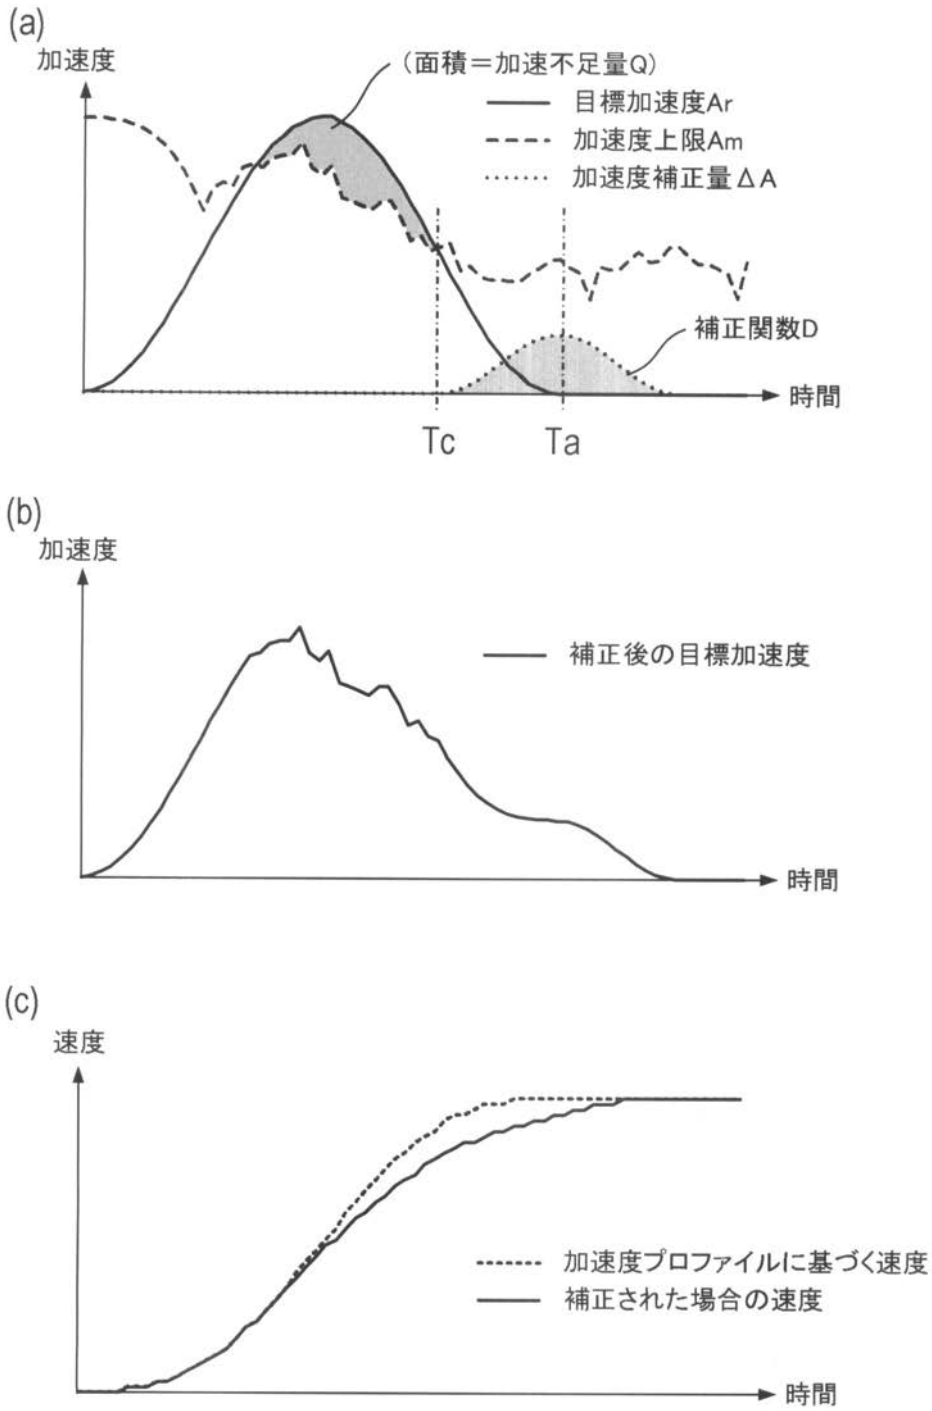 (a)
加速度
(面積＝加速不足量Q)
目標加速度Ar
加速度上限Am
加速度補正量ΔA
補正関数D
時間
Tc
Ta
(b)
加速度
補正後の目標加速度
時間
(c)
速度
加速度プロファイルに基づく速度
補正された場合の速度
時間